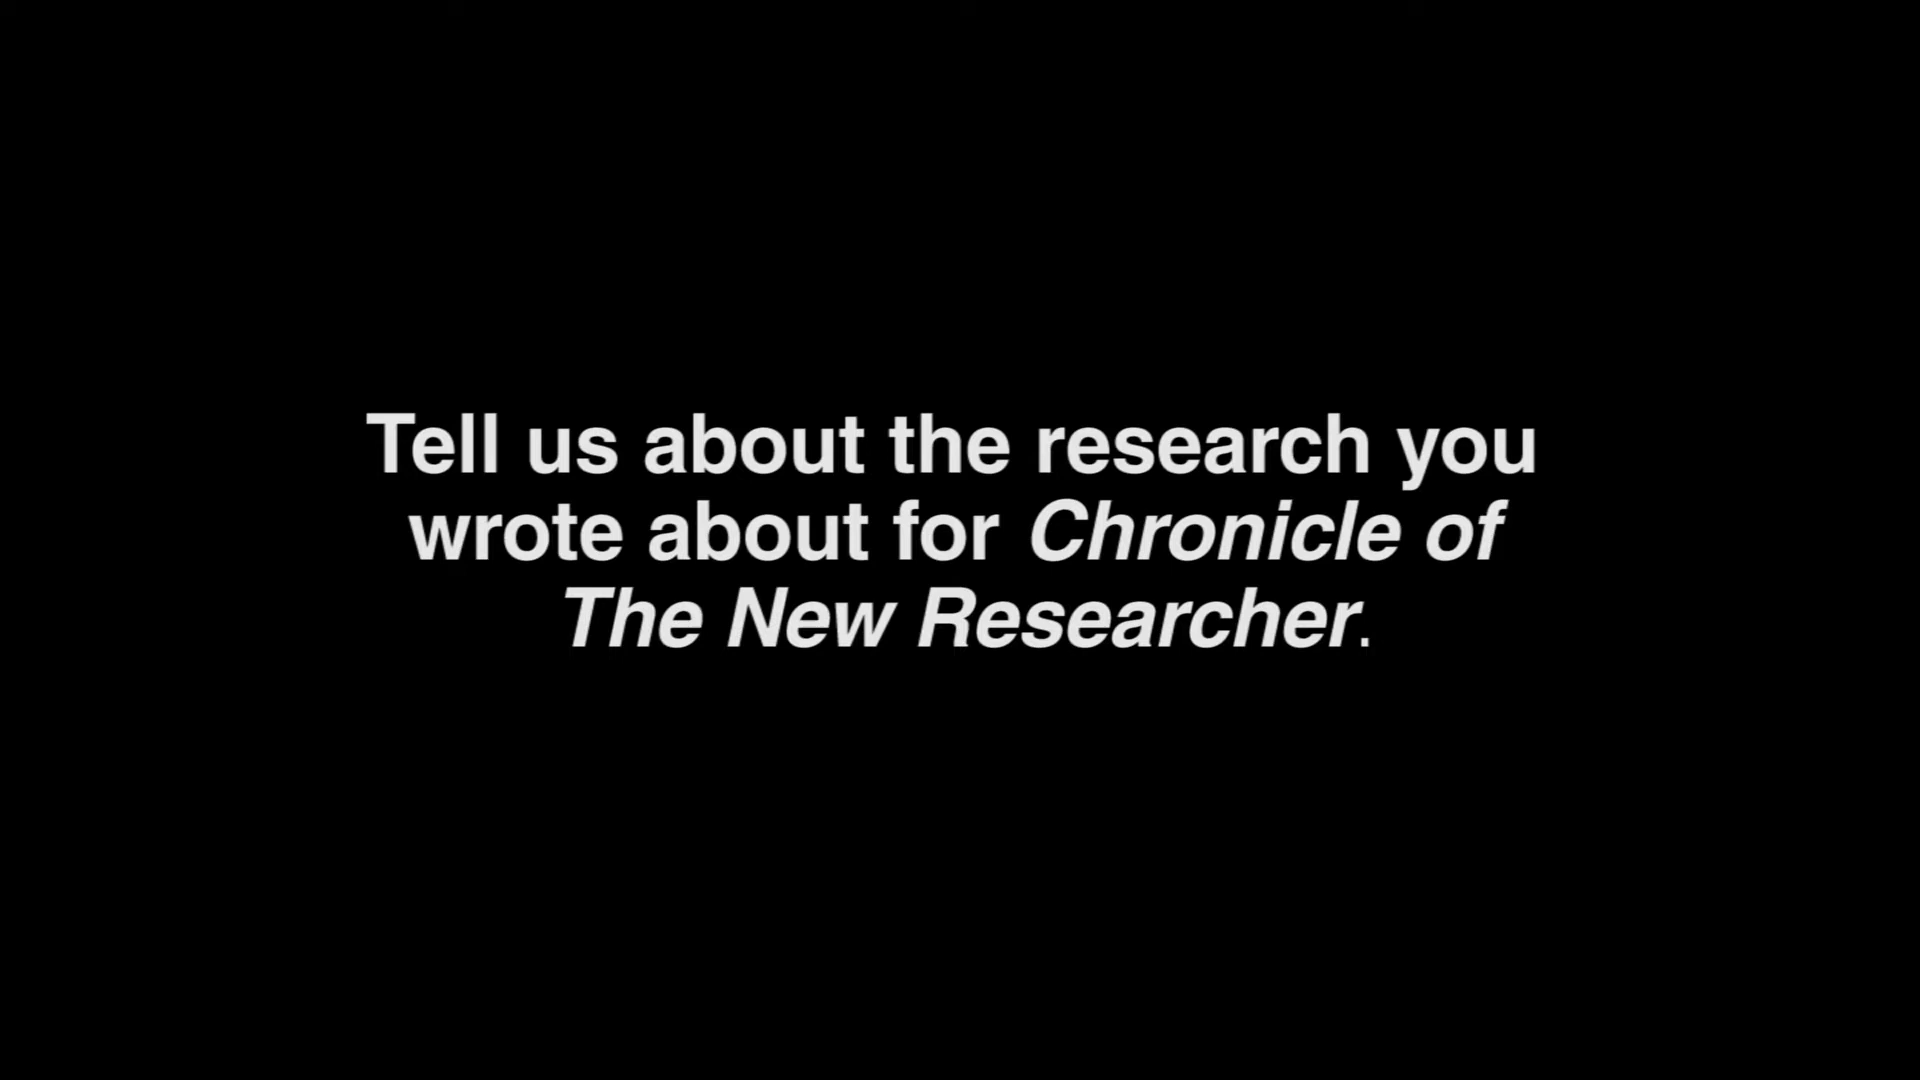 Tell us about the research you
wrote about for Chronicle of
The New Researcher.